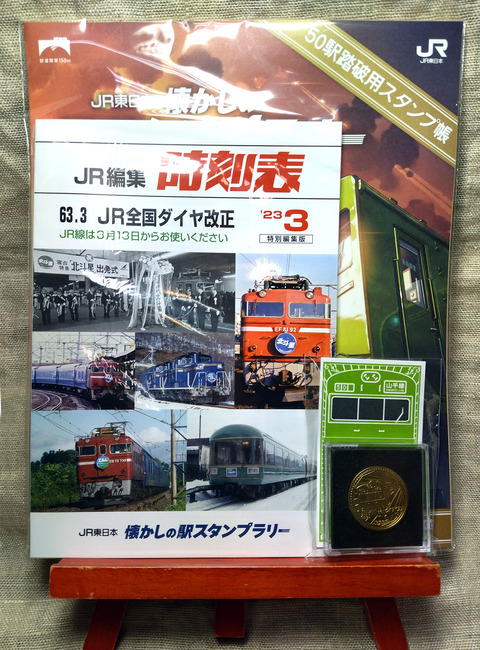 鉄道開業150年
JR
JR東日本
50駅踏破用スタンプ帳
JR東日本 懐かしの
JR編集 時刻表
63.3 JR全国ダイヤ改正
'23 3
JR線は3月13日からお使いください
特別編集版
北斗星 出発式
EF81 92
北斗星
山手線
JR東日本 懐かしの駅スタンプラリー